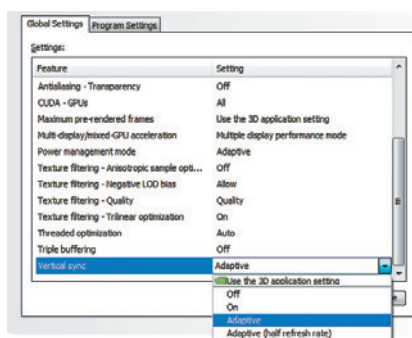 Global Settings Program Settings
Settings:
Feature Setting
Antialiasing - Transparency Off
CUDA - GPUs All
Maximum pre-rendered frames Use the 3D application setting
Multi-display/mixed-GPU acceleration Multiple display performance mode
Power management mode Adaptive
Texture filtering - Anisotropic sample opti... Off
Texture filtering - Negative LOD bias Allow
Texture filtering - Quality Quality
Texture filtering - Trilinear optimization On
Threaded optimization Auto
Triple buffering Off
Vertical sync Adaptive
Use the 3D application setting
Off
On
Adaptive
Adaptive (half refresh rate)